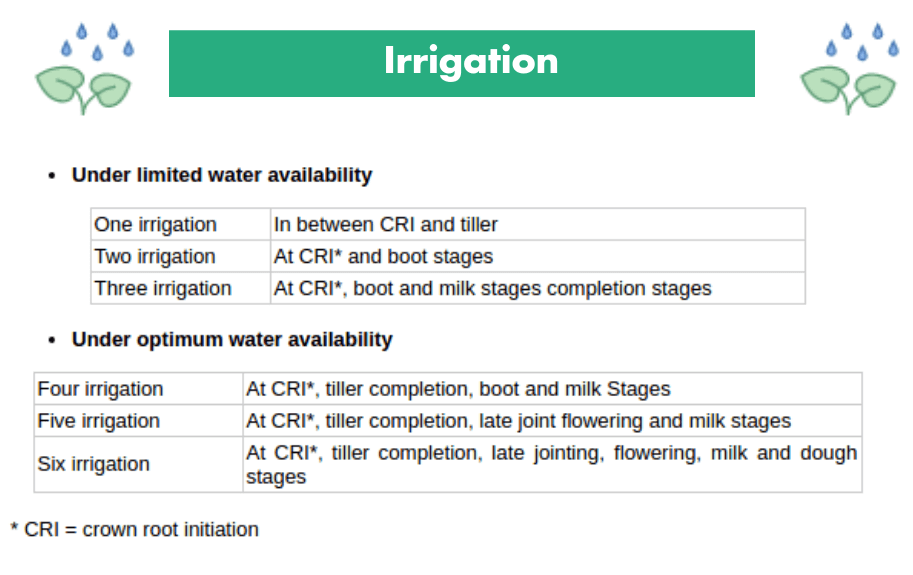 Irrigation
• Under limited water availability
One irrigation In between CRI and tiller
Two irrigation At CRI* and boot stages
Three irrigation At CRI*, boot and milk stages completion stages
• Under optimum water availability
Four irrigation At CRI*, tiller completion, boot and milk Stages
Five irrigation At CRI*, tiller completion, late joint flowering and milk stages
Six irrigation At CRI*, tiller completion, late jointing, flowering, milk and dough
stages
* CRI = crown root initiation